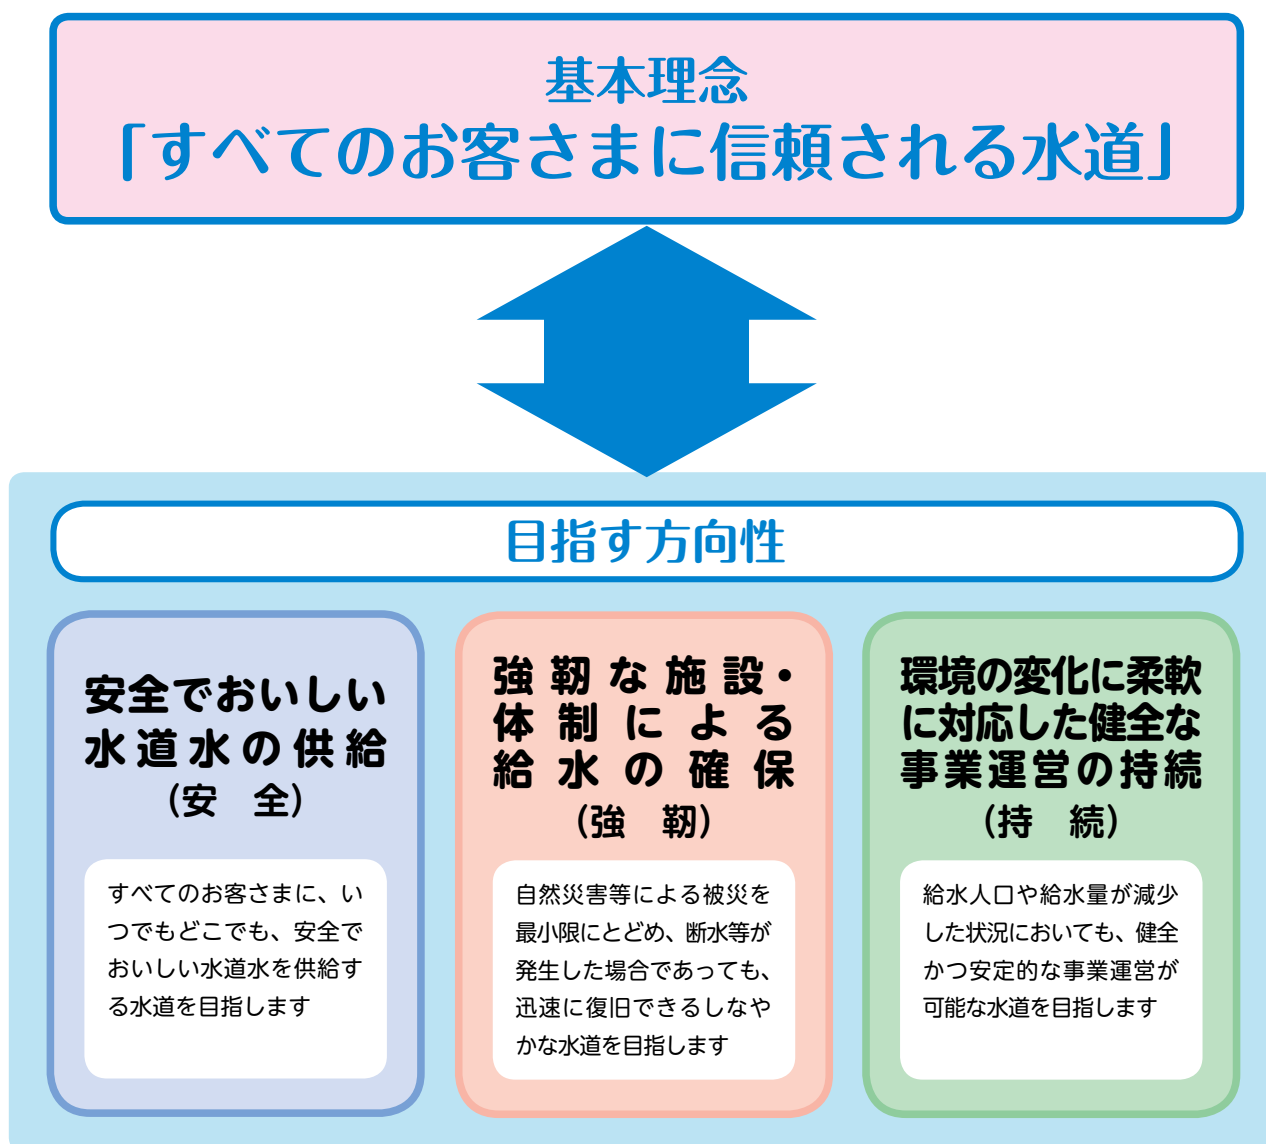 基本理念
「すべてのお客さまに信頼される水道」
目指す方向性
安全でおいしい
水道水の供給
(安　全)
すべてのお客さまに、い
つでもどこでも、安全で
おいしい水道水を供給す
る水道を目指します
強靭な施設・
体制による
給水の確保
(強　靭)
自然災害等による被災を
最小限にとどめ、断水等が
発生した場合であっても、
迅速に復旧できるしなや
かな水道を目指します
環境の変化に柔軟
に対応した健全な
事業運営の持続
(持　続)
給水人口や給水量が減少
した状況においても、健全
かつ安定的な事業運営が
可能な水道を目指します